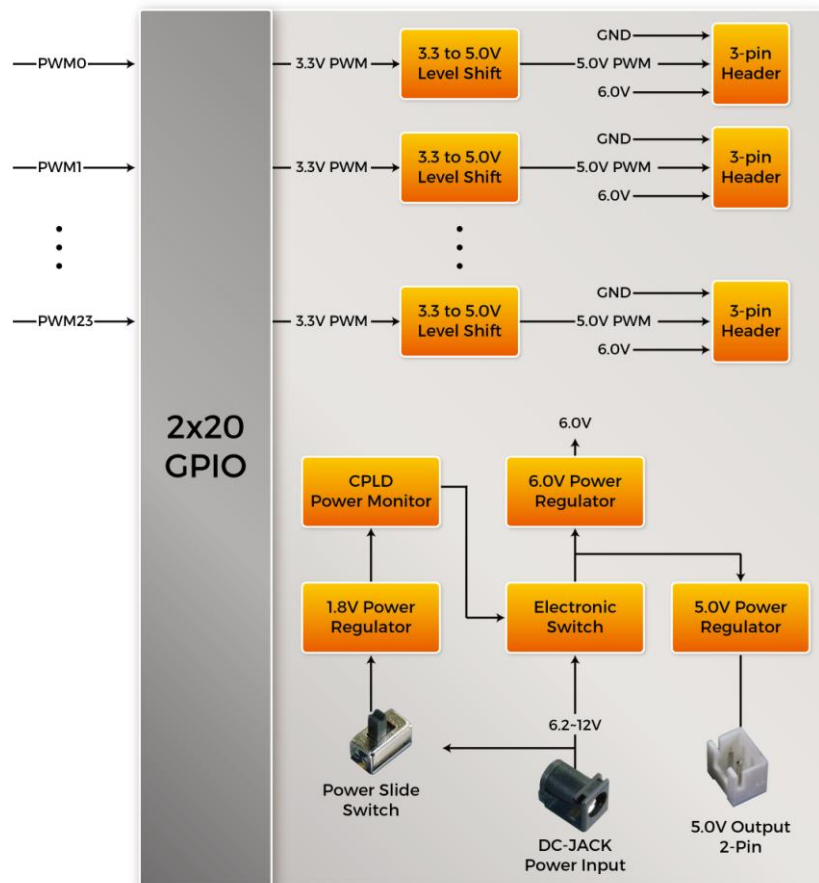 PWM0
3.3V PWM
3.3 to 5.0V
Level Shift
GND
5.0V PWM
6.0V
3-pin
Header
PWM1
3.3V PWM
3.3 to 5.0V
Level Shift
GND
5.0V PWM
6.0V
3-pin
Header
PWM23
3.3V PWM
3.3 to 5.0V
Level Shift
GND
5.0V PWM
6.0V
3-pin
Header
2x20
GPIO
6.0V
CPLD
Power Monitor
6.0V Power
Regulator
1.8V Power
Regulator
Electronic
Switch
5.0V Power
Regulator
6.2~12V
Power Slide
Switch
DC-JACK
Power Input
5.0V Output
2-Pin